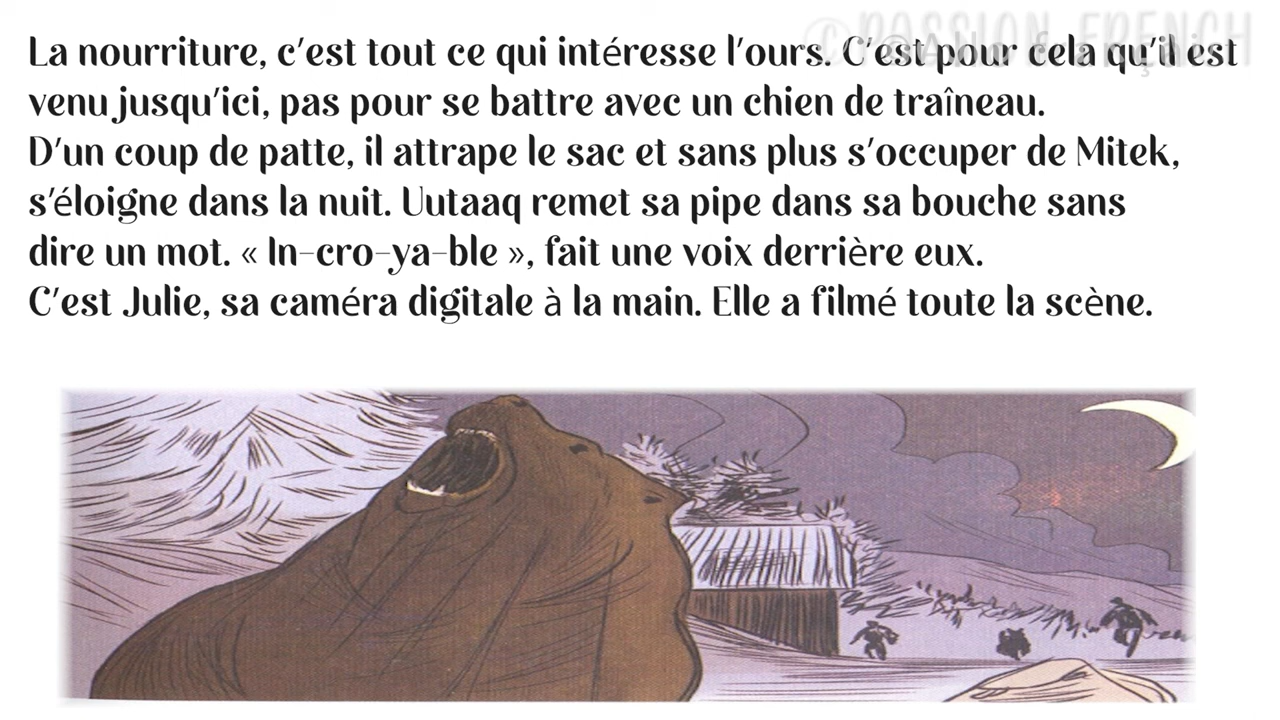 © PASSION FRENCH
La nourriture, c'est tout ce qui intéresse l'ours. C'est pour cela qu'il est
venu jusqu'ici, pas pour se battre avec un chien de traîneau.
D'un coup de patte, il attrape le sac et sans plus s'occuper de Mitek,
s'éloigne dans la nuit. Uutaaq remet sa pipe dans sa bouche sans
dire un mot. « In-cro-ya-ble », fait une voix derrière eux.
C'est Julie, sa caméra digitale à la main. Elle a filmé toute la scène.